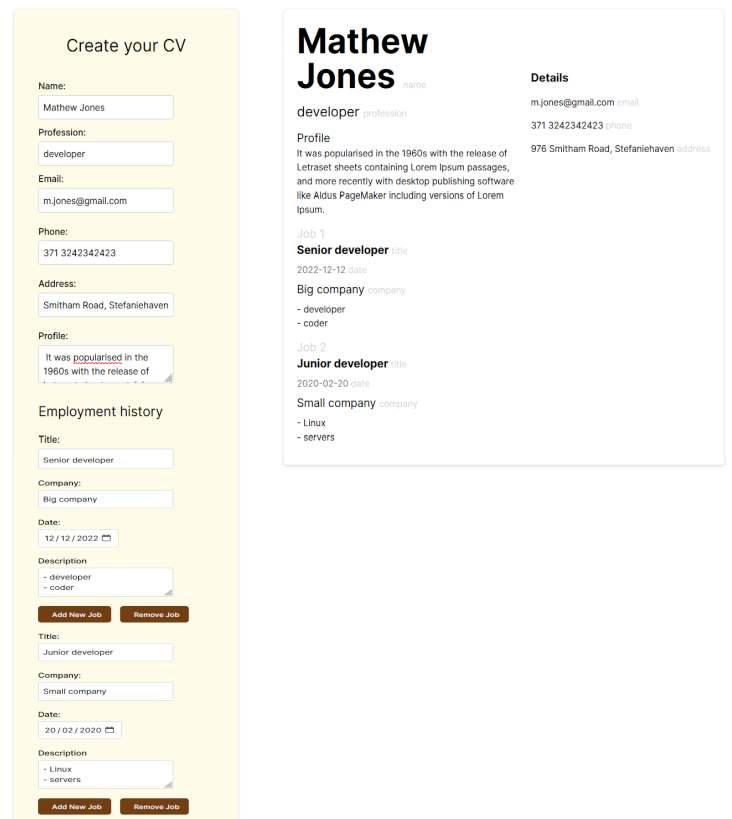 Create your CV
Name:
Mathew Jones
Profession:
developer
Email:
m.jones@gmail.com
Phone:
371 3242342423
Address:
Smitham Road, Stefaniehaven
Profile:
It was popularised in the
1960s with the release of
Employment history
Title:
Senior developer
Company:
Big company
Date:
12/12/2022
Description
- developer
- coder
Add New Job Remove Job
Title:
Junior developer
Company:
Small company
Date:
20/02/2020
Description
- Linux
- servers
Add New Job Remove Job
Mathew
Jones name
developer profession
Profile
It was popularised in the 1960s with the release of
Letraset sheets containing Lorem Ipsum passages,
and more recently with desktop publishing software
like Aldus PageMaker including versions of Lorem
Ipsum.
Job 1
Senior developer title
2022-12-12 date
Big company company
- developer
- coder
Job 2
Junior developer title
2020-02-20 date
Small company company
- Linux
- servers
Details
m.jones@gmail.com email
371 3242342423 phone
976 Smitham Road, Stefaniehaven address